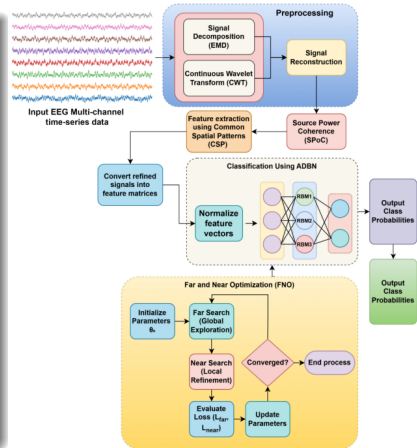 Preprocessing
Signal
Decomposition
(EMD)
Continuous Wavelet
Transform (CWT)
Signal
Reconstruction
Input EEG Multi-channel
time-series data
Feature extraction
using Common
Spatial Patterns
(CSP)
Source Power
Coherence
(SPoC)
Convert refined
signals into
feature matrices
Classification Using ADBN
Normalize
feature
vectors
RBM1
RBM2
RBM3
Output
Class
Probabilities
Output
Class
Probabilities
Far and Near Optimization (FNO)
Initialize
Parameters
Far Search
(Global
Exploration)
Near Search
(Local
Refinement)
Evaluate
Loss (Lfar,
Lnear)
Update
Parameters
Converged?
End process